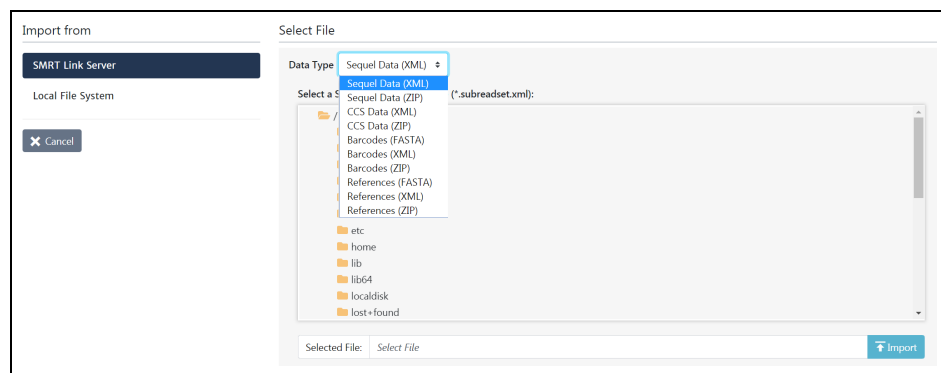 Import from
SMRT Link Server
Local File System
Cancel
Select File
Data Type Sequel Data (XML)
Sequel Data (XML)
Select a S (*.subreadset.xml):
Sequel Data (ZIP)
CCS Data (XML)
/
CCS Data (ZIP)
Barcodes (FASTA)
Barcodes (XML)
Barcodes (ZIP)
References (FASTA)
References (XML)
References (ZIP)
etc
home
lib
lib64
localdisk
lost+found
Selected File: Select File
Import